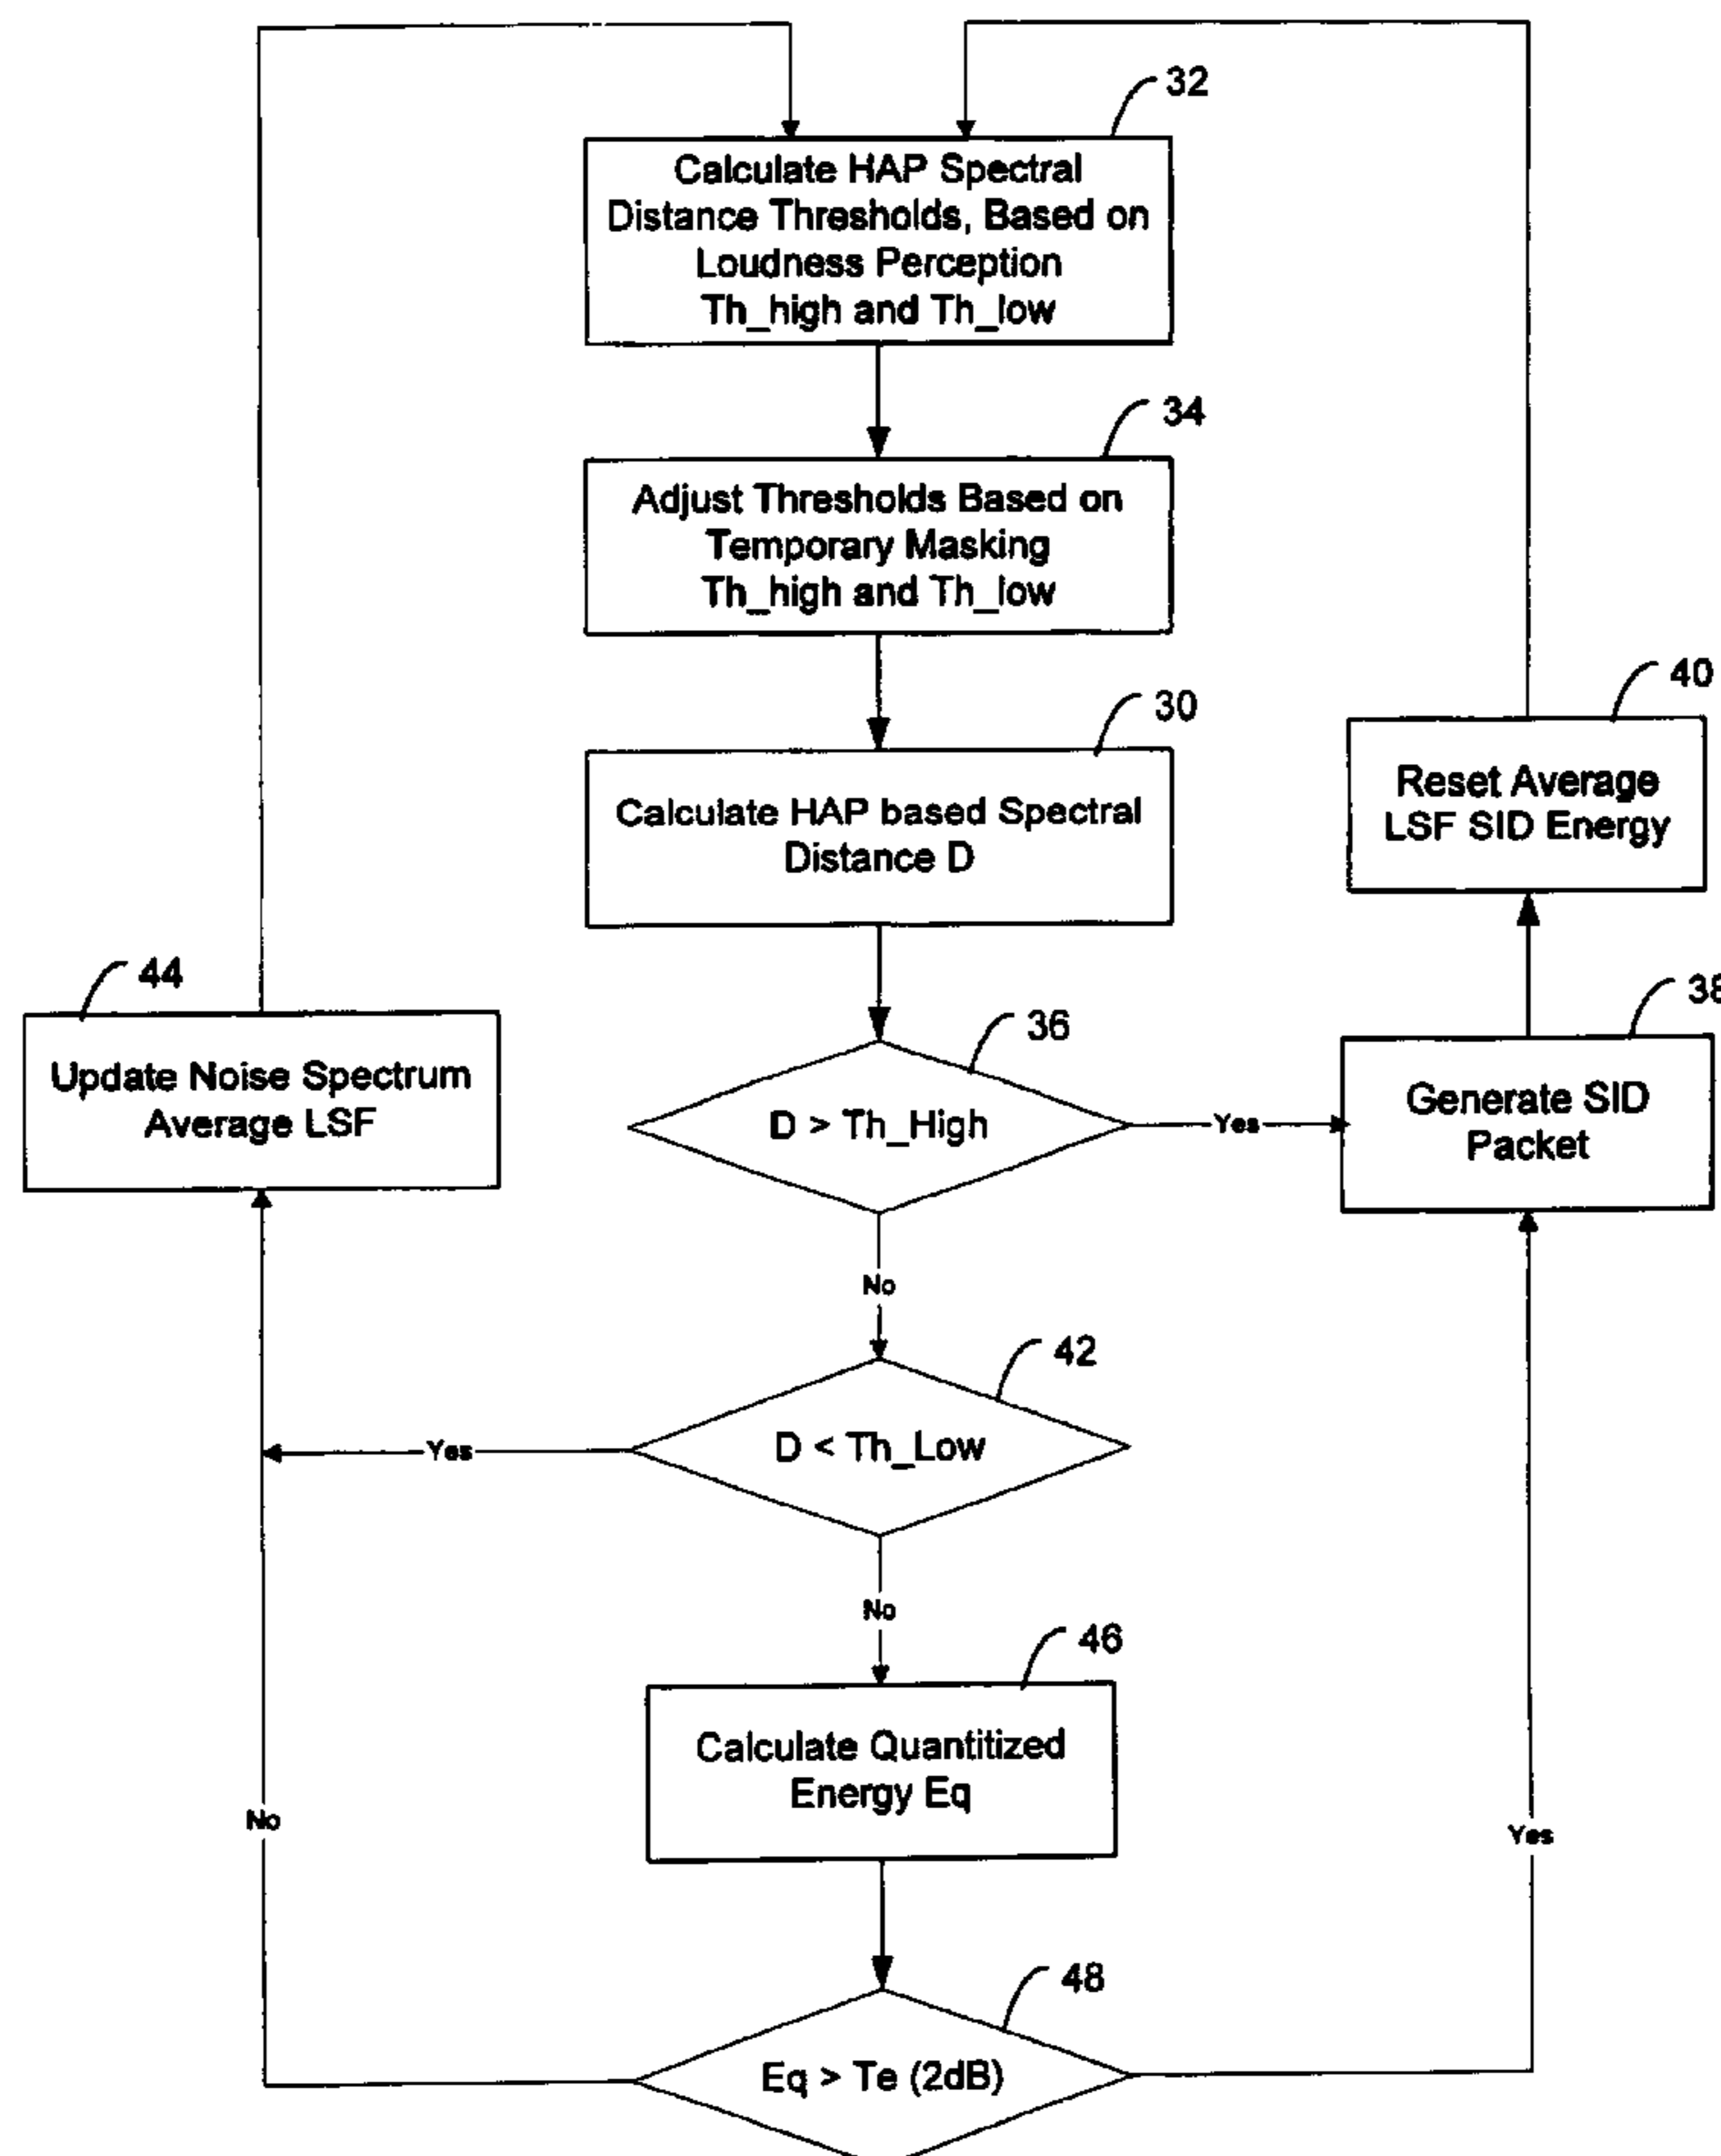 32
Calculate HAP Spectral
Distance Thresholds, Based on
Loudness Perception
Th_high and Th_low
34
Adjust Thresholds Based on
Temporary Masking
Th_high and Th_low
30
Calculate HAP based Spectral
Distance D
40
Reset Average
LSF SID Energy
44
Update Noise Spectrum
Average LSF
36
D > Th_High
Yes
38
Generate SID
Packet
No
42
D < Th_Low
Yes
No
46
Calculate Quantitized
Energy Eq
No
Yes
48
Eq > Te (2dB)